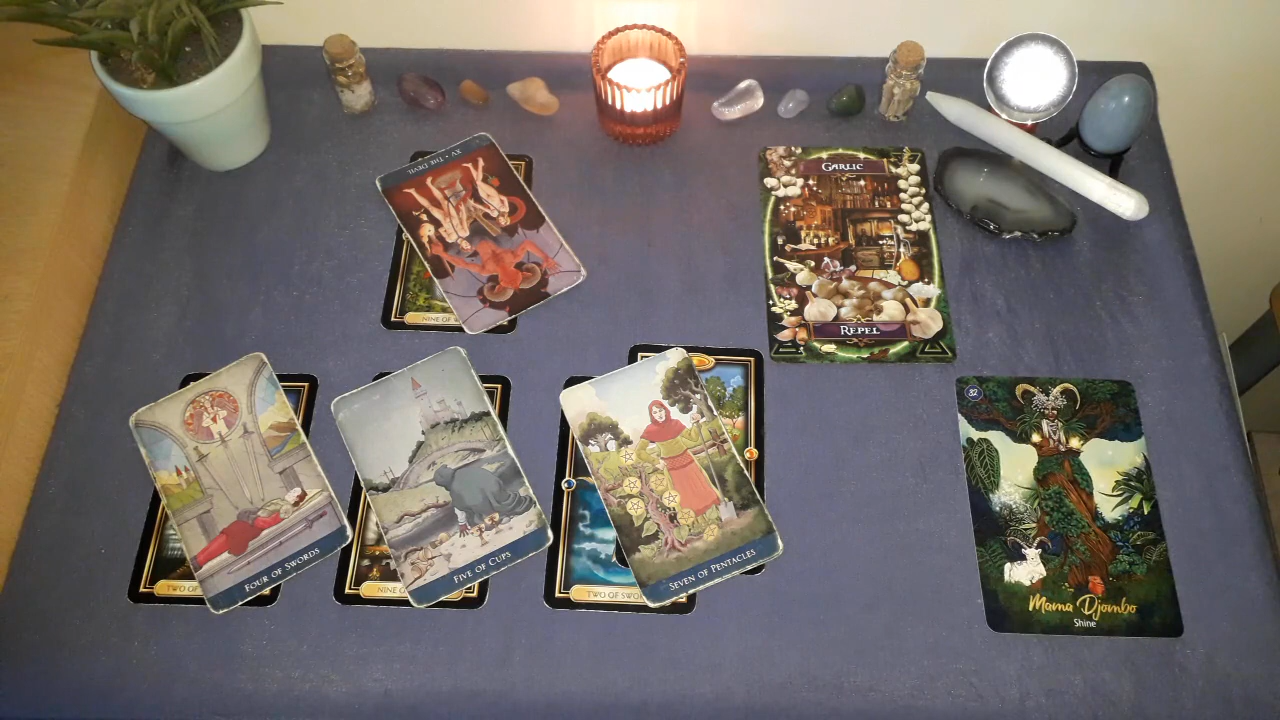 XV • THE DEVIL
NINE OF W
GARLIC
REPEL
FOUR OF SWORDS
TWO OF
FIVE OF CUPS
NINE O
SEVEN OF PENTACLES
TWO OF SWOR
32
Mama Djombo
Shine